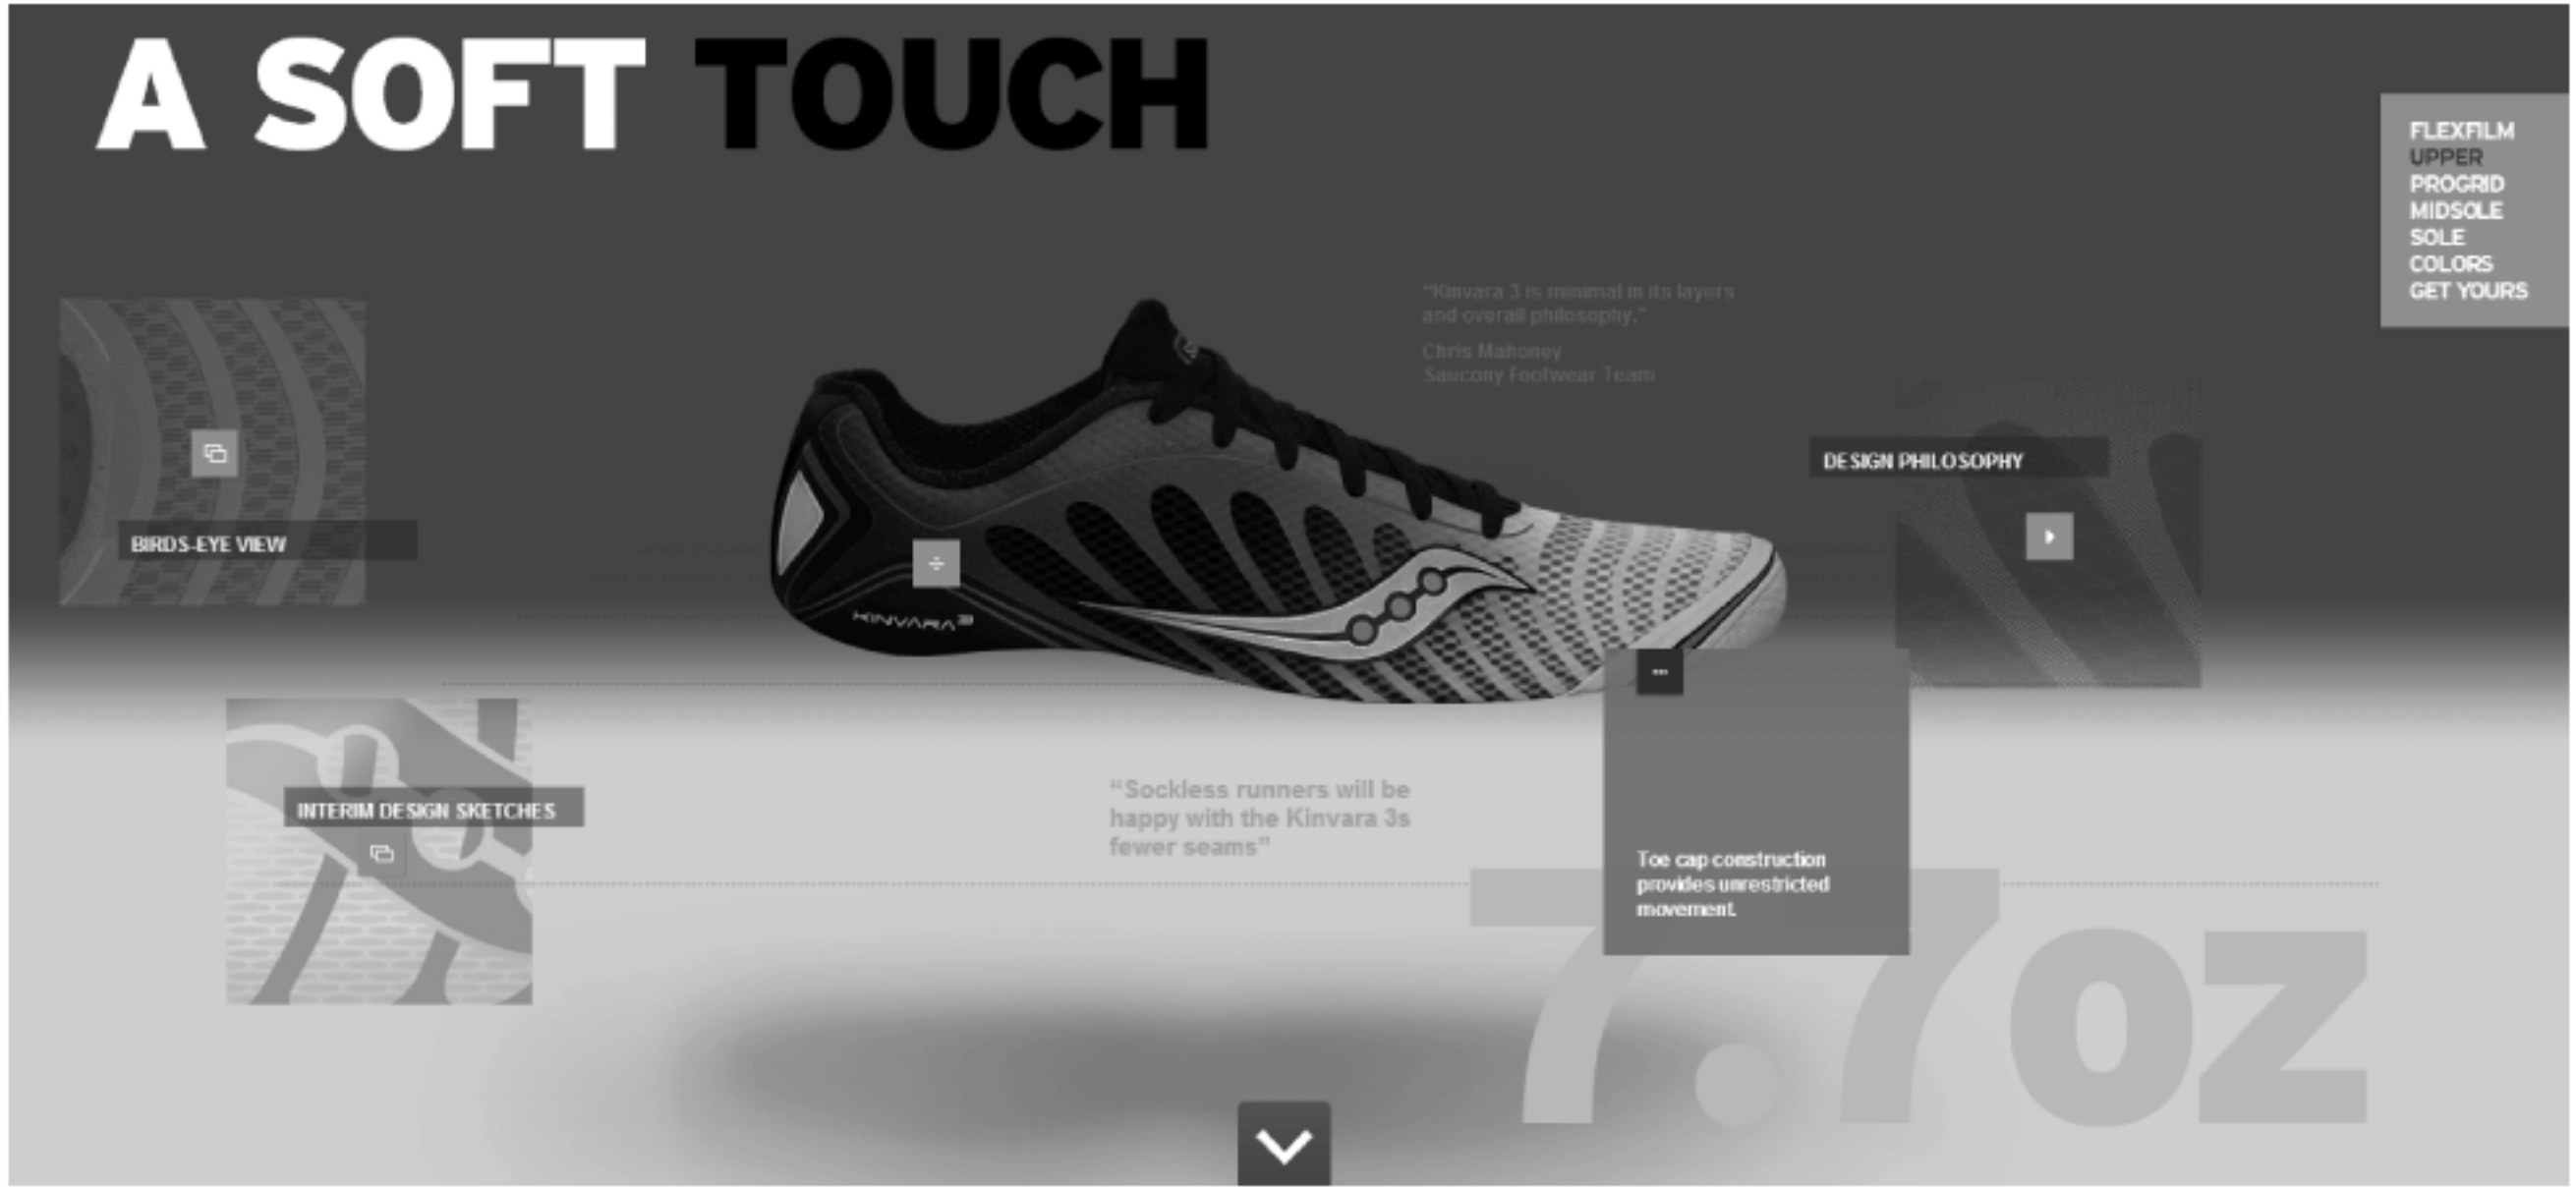 A SOFT TOUCH
FLEXFILM
UPPER
PROGRID
MIDSOLE
SOLE
COLORS
GET YOURS
“Kinvara 3 is minimal in its layers
and overall philosophy.”
Chris Mahoney
Saucony Footwear Team
DESIGN PHILOSOPHY
BIRDS-EYE VIEW
KINVARA3
INTERIM DESIGN SKETCHES
“Sockless runners will be
happy with the Kinvara 3s
fewer seams”
Toe cap construction
provides unrestricted
movement.
7.7oz